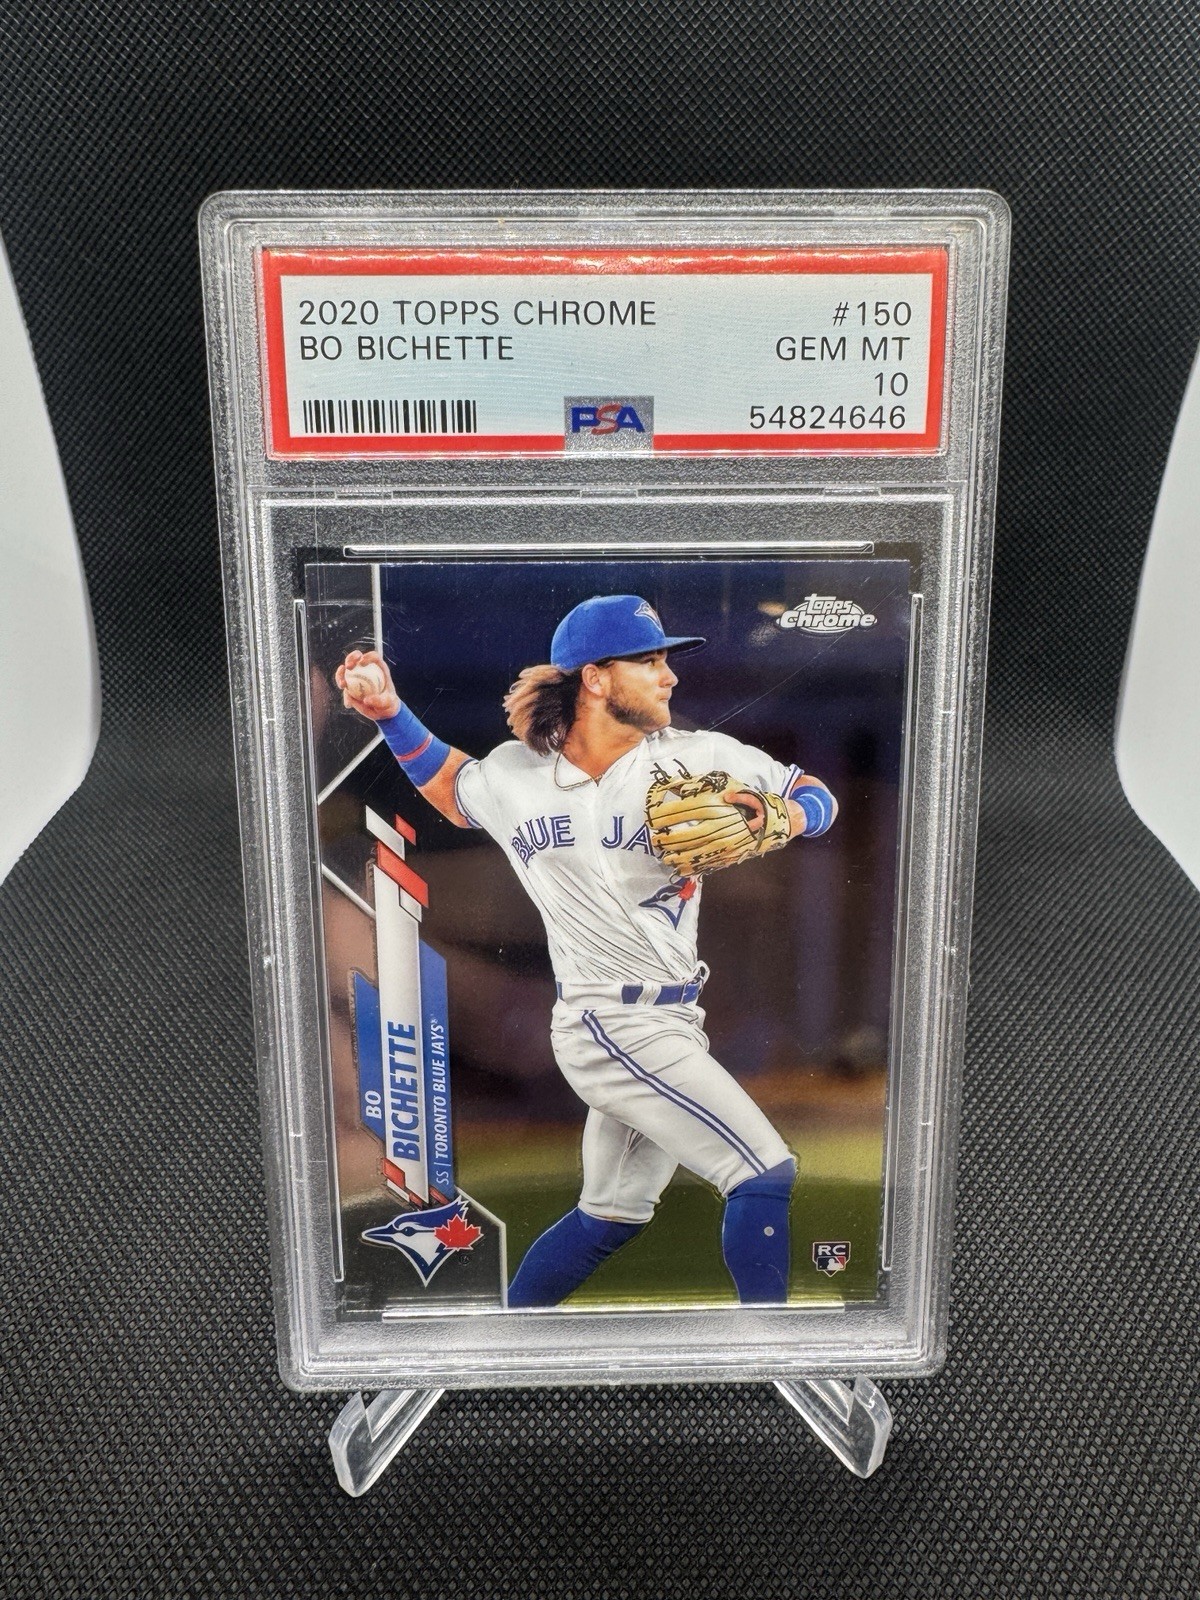 2020 TOPPS CHROME #150
BO BICHETTE GEM MT
10
PSA 54824646
Topps
Chrome
BLUE JA
BO
BICHETTE
SS | TORONTO BLUE JAYS
RC